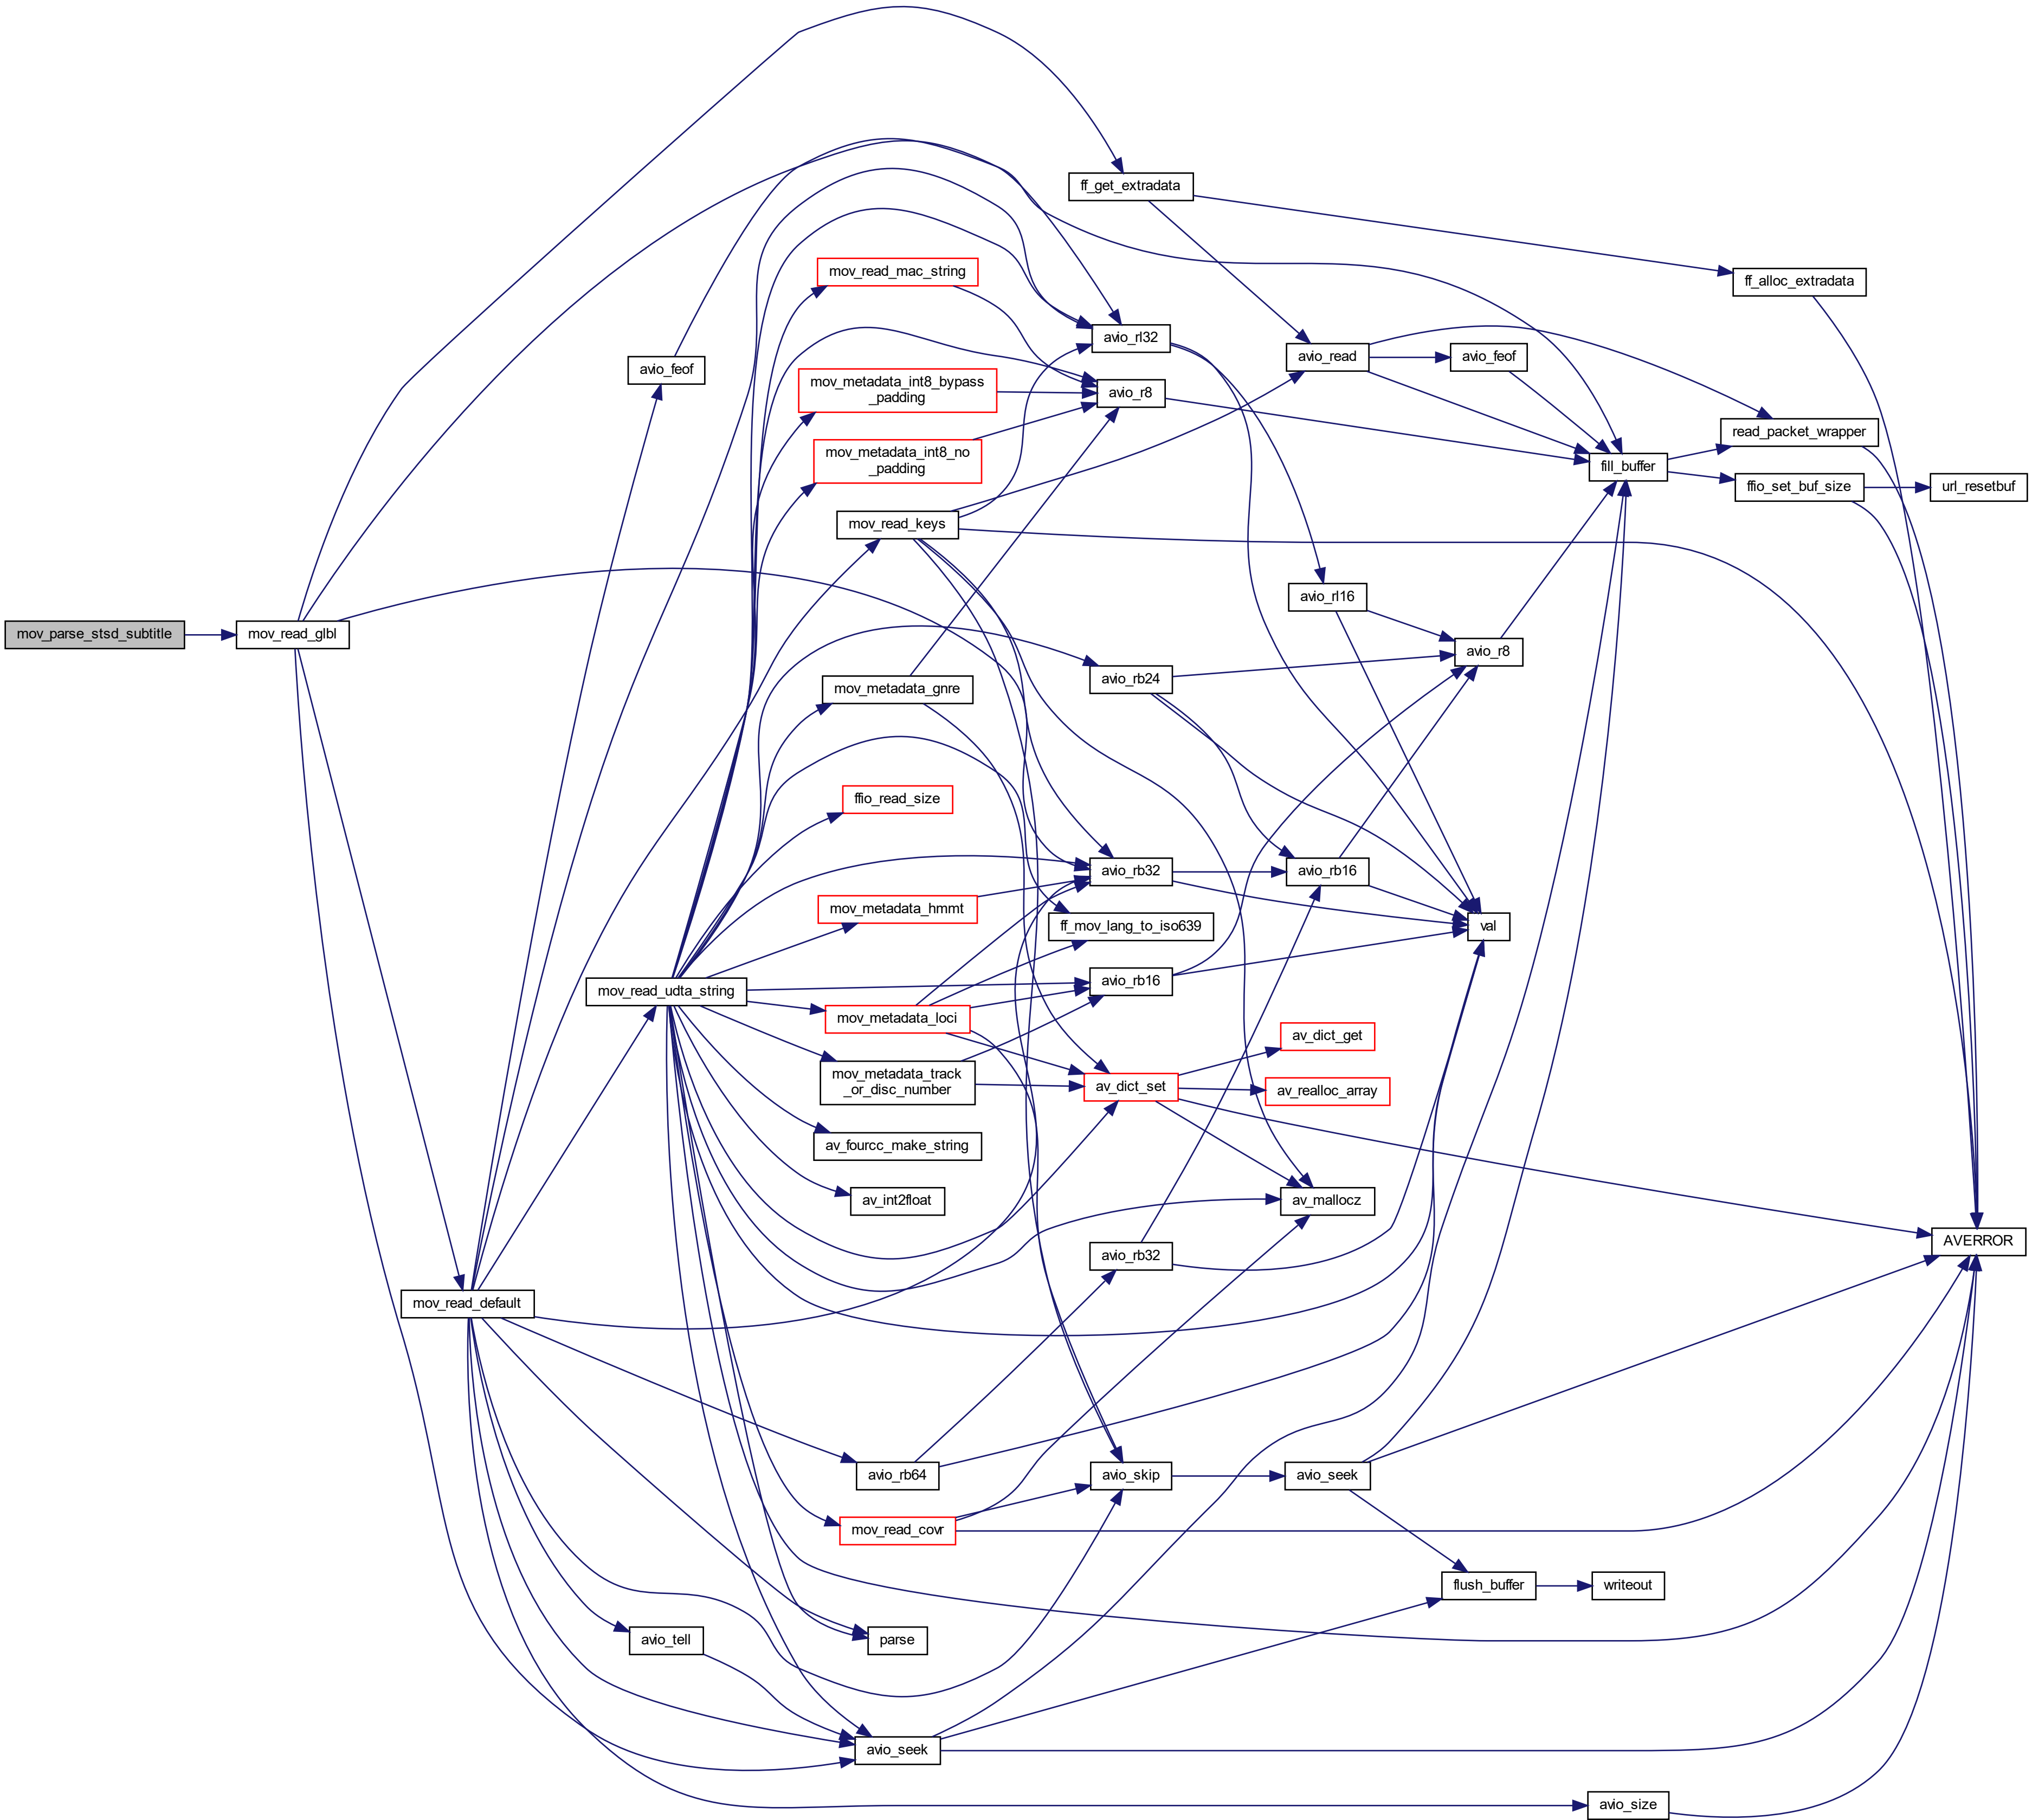 ff_get_extradata
mov_read_mac_string
ff_alloc_extradata
avio_rl32
avio_feof
avio_read
avio_feof
mov_metadata_int8_bypass
_padding
avio_r8
read_packet_wrapper
mov_metadata_int8_no
_padding
fill_buffer
ffio_set_buf_size
url_resetbuf
mov_read_keys
avio_rl16
mov_parse_stsd_subtitle
mov_read_glbl
avio_r8
avio_rb24
mov_metadata_gnre
ffio_read_size
avio_rb32
avio_rb16
mov_metadata_hmmt
ff_mov_lang_to_iso639
val
avio_rb16
mov_read_udta_string
mov_metadata_loci
av_dict_get
mov_metadata_track
_or_disc_number
av_dict_set
av_realloc_array
av_fourcc_make_string
av_int2float
av_mallocz
AVERROR
avio_rb32
mov_read_default
avio_rb64
avio_skip
avio_seek
mov_read_covr
flush_buffer
writeout
avio_tell
parse
avio_seek
avio_size